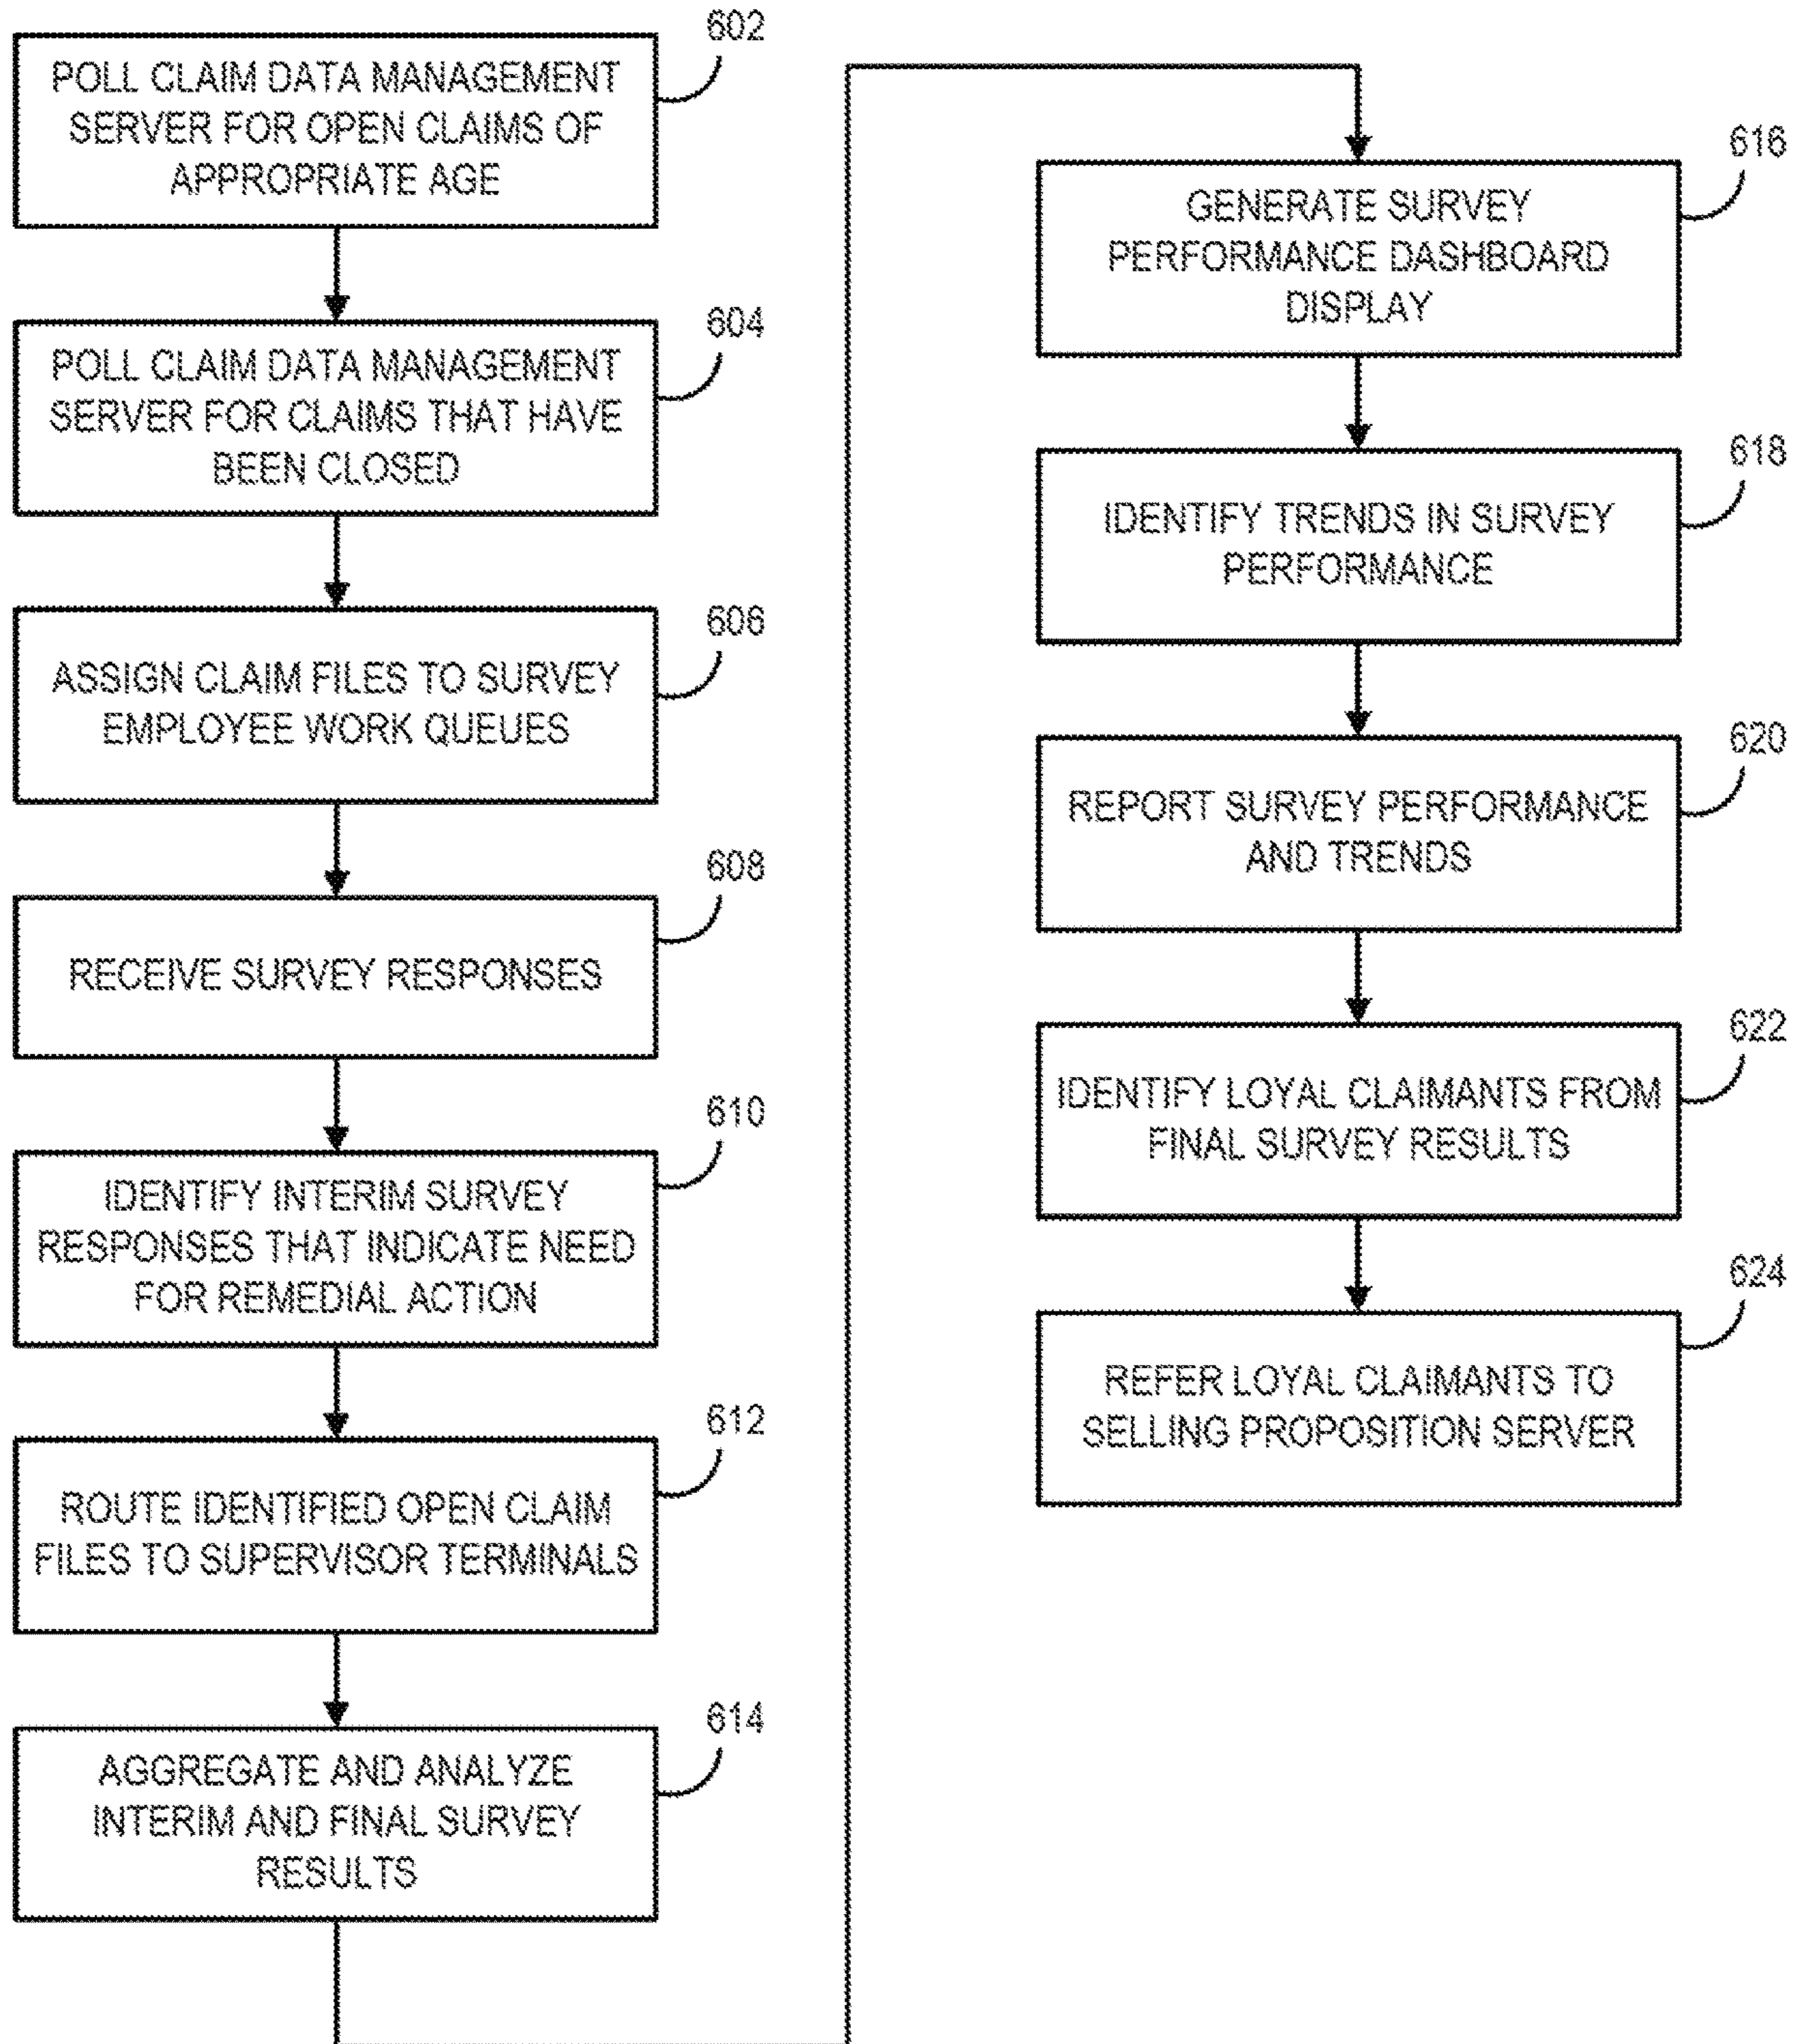 602
POLL CLAIM DATA MANAGEMENT
SERVER FOR OPEN CLAIMS OF
APPROPRIATE AGE
604
POLL CLAIM DATA MANAGEMENT
SERVER FOR CLAIMS THAT HAVE
BEEN CLOSED
606
ASSIGN CLAIM FILES TO SURVEY
EMPLOYEE WORK QUEUES
608
RECEIVE SURVEY RESPONSES
610
IDENTIFY INTERIM SURVEY
RESPONSES THAT INDICATE NEED
FOR REMEDIAL ACTION
612
ROUTE IDENTIFIED OPEN CLAIM
FILES TO SUPERVISOR TERMINALS
614
AGGREGATE AND ANALYZE
INTERIM AND FINAL SURVEY
RESULTS
616
GENERATE SURVEY
PERFORMANCE DASHBOARD
DISPLAY
618
IDENTIFY TRENDS IN SURVEY
PERFORMANCE
620
REPORT SURVEY PERFORMANCE
AND TRENDS
622
IDENTIFY LOYAL CLAIMANTS FROM
FINAL SURVEY RESULTS
624
REFER LOYAL CLAIMANTS TO
SELLING PROPOSITION SERVER